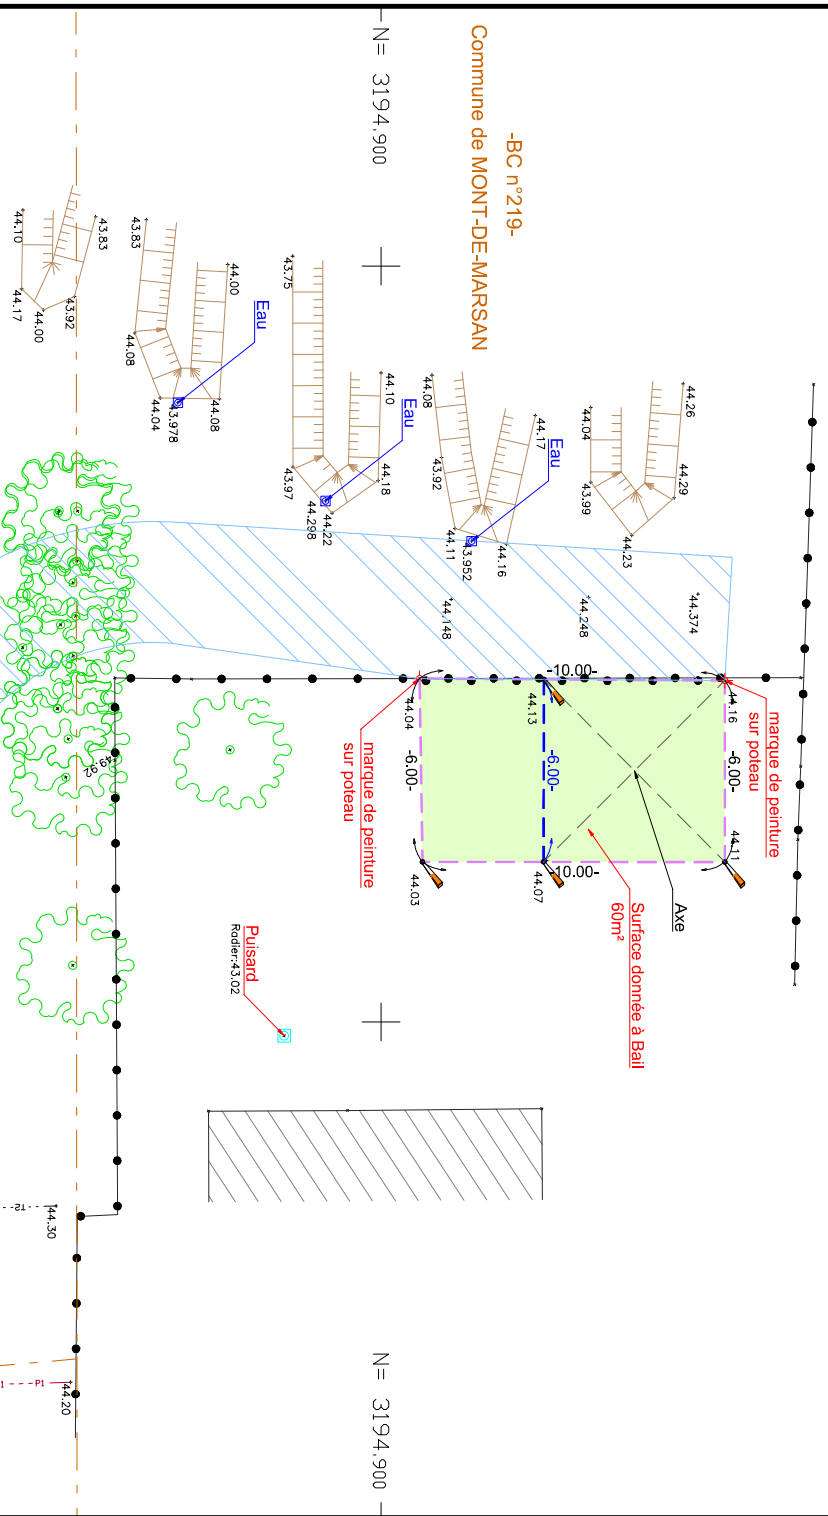 N= 3194.900
-BC n°219-
Commune de MONT-DE-MARSAN
43.83
44.10
44.17
44.00
43.92
43.83
44.00
44.08
44.04
43.978
44.08
Eau
43.75
44.10
43.97
44.18
44.298
44.22
Eau
44.08
44.17
43.92
44.11
43.952
44.16
Eau
44.26
44.04
44.29
43.99
44.23
44.374
44.248
44.148
-10.00-
44.16
44.13
44.04
marque de peinture
sur poteau
marque de peinture
sur poteau
-6.00-
-6.00-
-6.00-
44.11
44.07
44.03
-10.00-
Axe
Surface donnée à Bail
60m²
49.92
Puisard
Radier:43.02
44.30
T2
44.20
P1
N= 3194.900